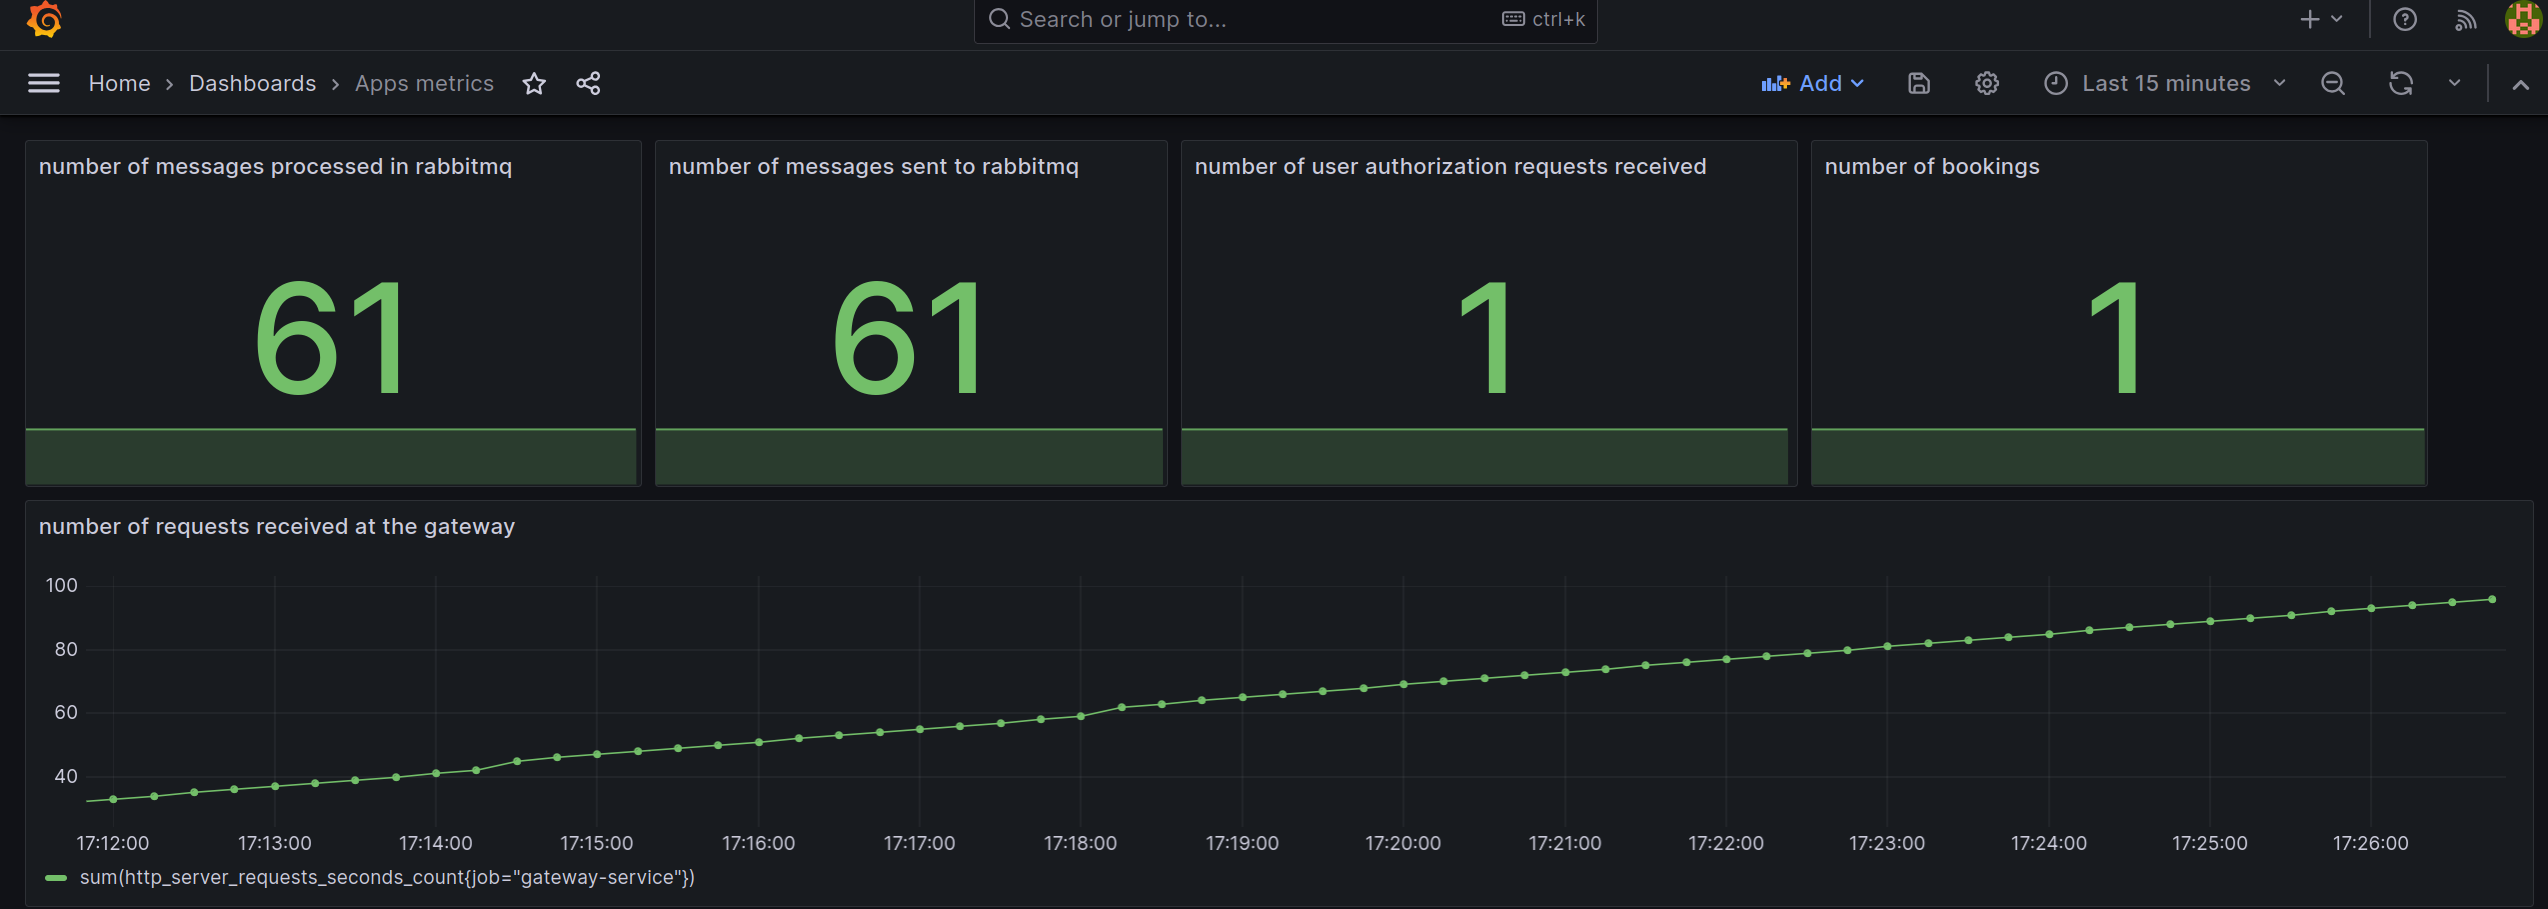 Search or jump to...
ctrl+k
Home › Dashboards › Apps metrics
Add
Last 15 minutes
number of messages processed in rabbitmq
number of messages sent to rabbitmq
number of user authorization requests received
number of bookings
61
61
1
1
number of requests received at the gateway
100
80
60
40
17:12:00
17:13:00
17:14:00
17:15:00
17:16:00
17:17:00
17:18:00
17:19:00
17:20:00
17:21:00
17:22:00
17:23:00
17:24:00
17:25:00
17:26:00
sum(http_server_requests_seconds_count{job="gateway-service"})